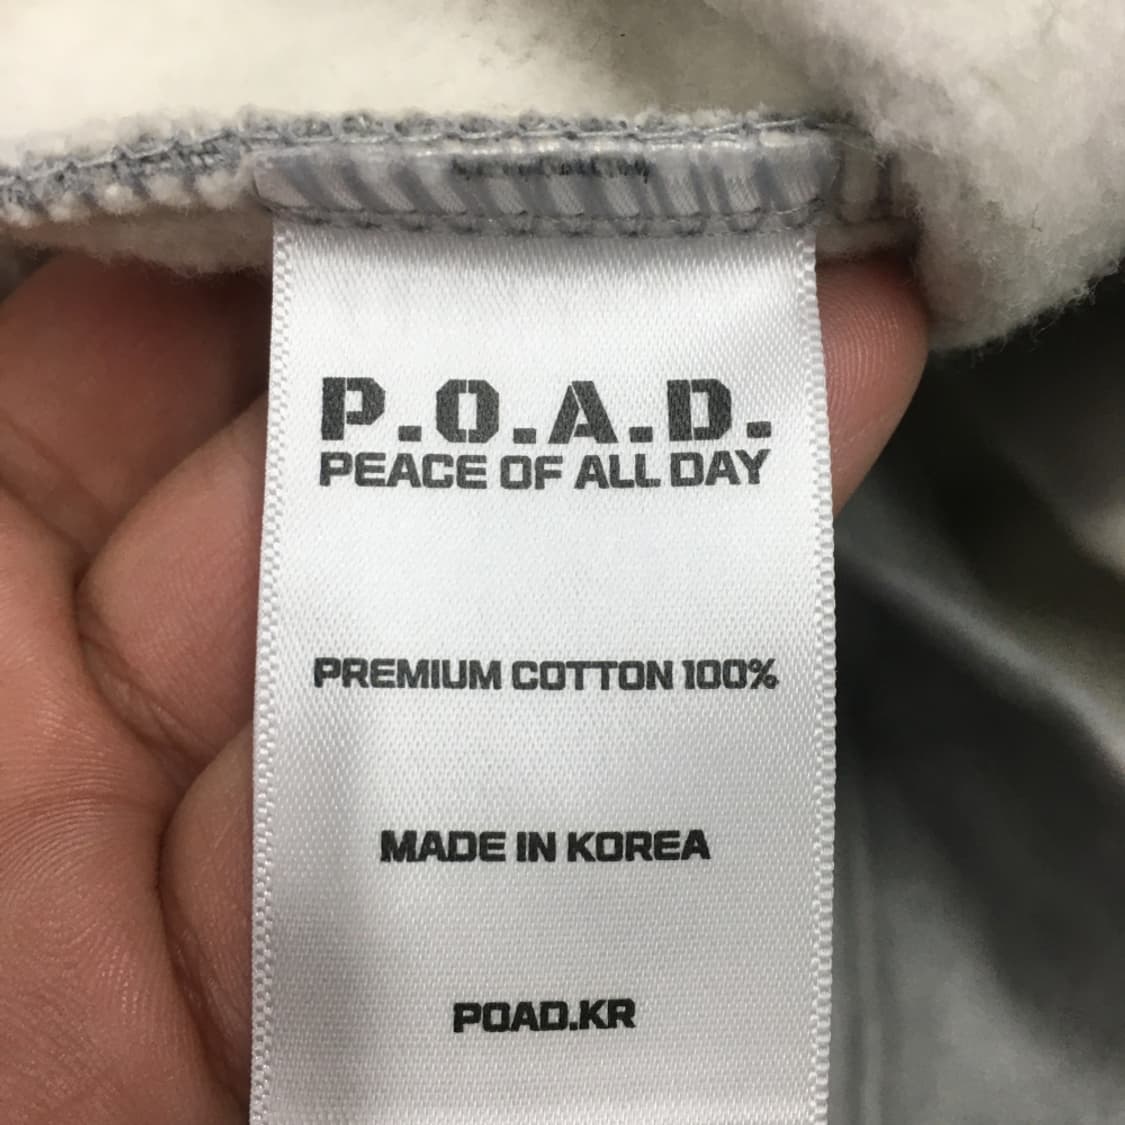 P.O.A.D.
PEACE OF ALL DAY
PREMIUM COTTON 100%
MADE IN KOREA
POAD.KR